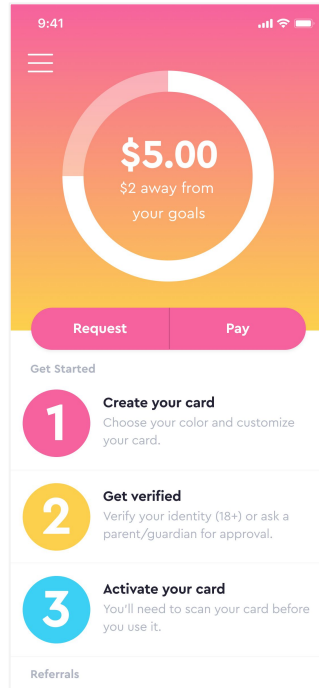 9:41
$5.00
$2 away from
your goals
Request
Pay
Get Started
1
Create your card
Choose your color and customize
your card.
2
Get verified
Verify your identity (18+) or ask a
parent/guardian for approval.
3
Activate your card
You'll need to scan your card before
you use it.
Referrals